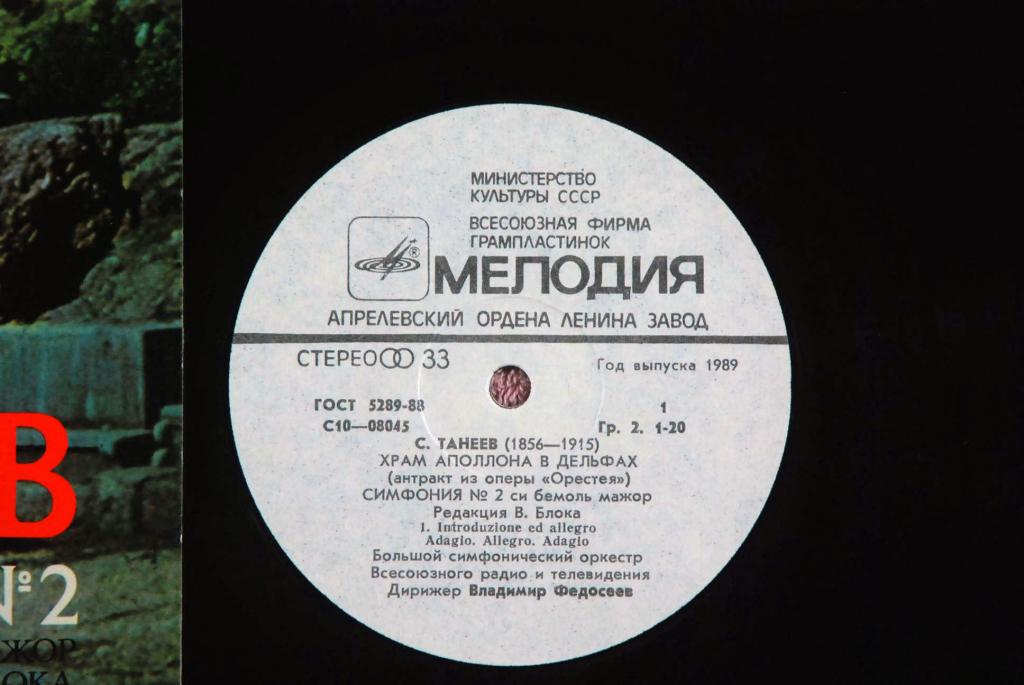 МИНИСТЕРСТВО
КУЛЬТУРЫ СССР
ВСЕСОЮЗНАЯ ФИРМА
ГРАМПЛАСТИНОК
®
МЕЛОДИЯ
АПРЕЛЕВСКИЙ ОРДЕНА ЛЕНИНА ЗАВОД
СТЕРЕО 33
Год выпуска 1989
ГОСТ 5289-88
1
С10—08045
Гр. 2. 1-20
С. ТАНЕЕВ (1856—1915)
ХРАМ АПОЛЛОНА В ДЕЛЬФАХ
(антракт из оперы «Орестея»)
СИМФОНИЯ № 2 си бемоль мажор
Редакция В. Блока
1. Introduzione ed allegro
Adagio. Allegro. Adagio
Большой симфонический оркестр
Всесоюзного радио и телевидения
Дирижер Владимир Федосеев
В
№2
ЖОР
ОКА